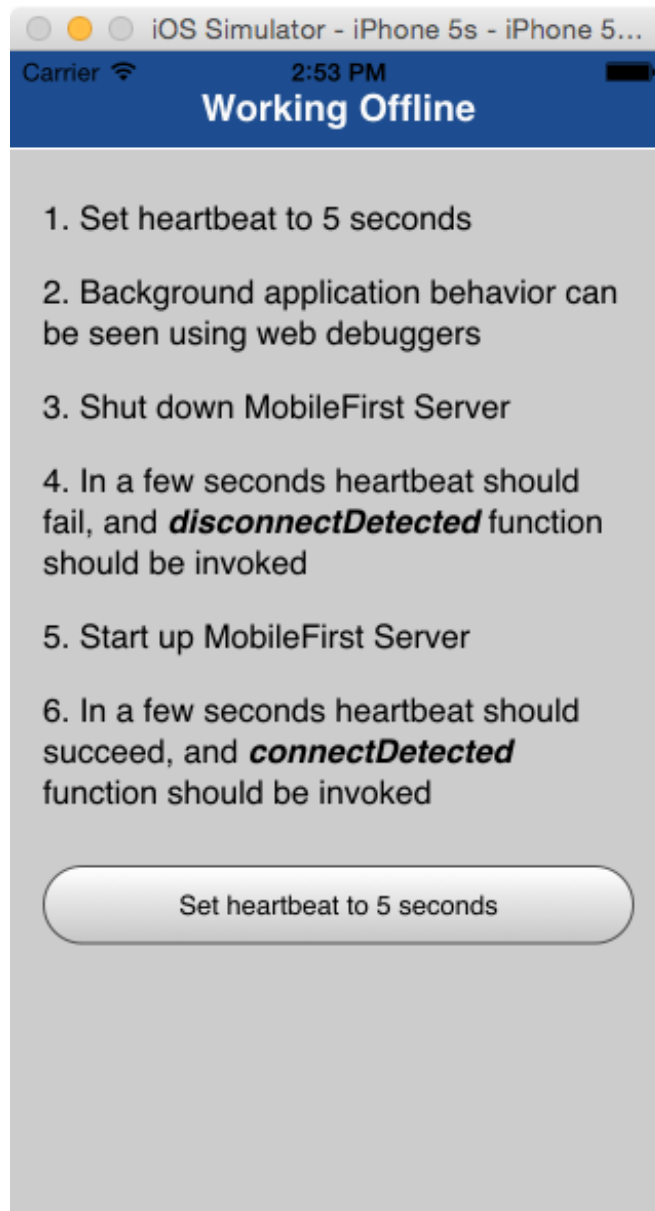 iOS Simulator - iPhone 5s - iPhone 5...
Carrier 2:53 PM
Working Offline
1. Set heartbeat to 5 seconds
2. Background application behavior can
be seen using web debuggers
3. Shut down MobileFirst Server
4. In a few seconds heartbeat should
fail, and disconnectDetected function
should be invoked
5. Start up MobileFirst Server
6. In a few seconds heartbeat should
succeed, and connectDetected
function should be invoked
Set heartbeat to 5 seconds